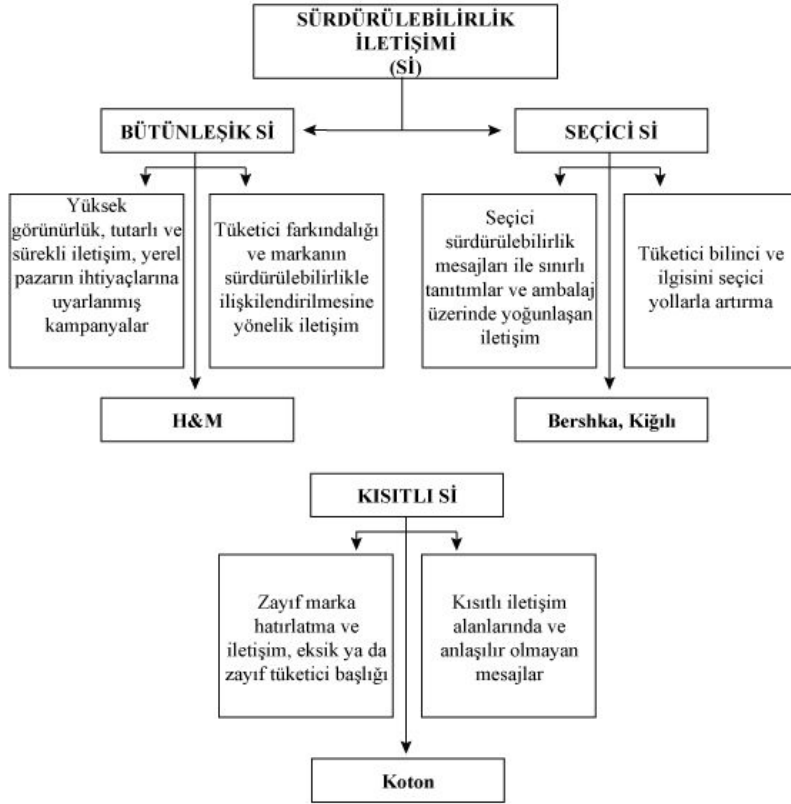 SÜRDÜRÜLEBİLİRLİK
İLETİŞİMİ
(Sİ)
BÜTÜNLEŞİK Sİ
SEÇİCİ Sİ
Yüksek
görünürlük, tutarlı ve
sürekli iletişim, yerel
pazarın ihtiyaçlarına
uyarlanmış
kampanyalar
Tüketici farkındalığı
ve markanın
sürdürülebilirlikle
ilişkilendirilmesine
yönelik iletişim
Seçici
sürdürülebilirlik
mesajları ile sınırlı
tanıtımlar ve ambalaj
üzerinde yoğunlaşan
iletişim
Tüketici bilinci ve
ilgisini seçici
yollarla artırma
H&M
Bershka, Kiğılı
KISITLI Sİ
Zayıf marka
hatırlatma ve
iletişim, eksik ya da
zayıf tüketici başlığı
Kısıtlı iletişim
alanlarında ve
anlaşılır olmayan
mesajlar
Koton